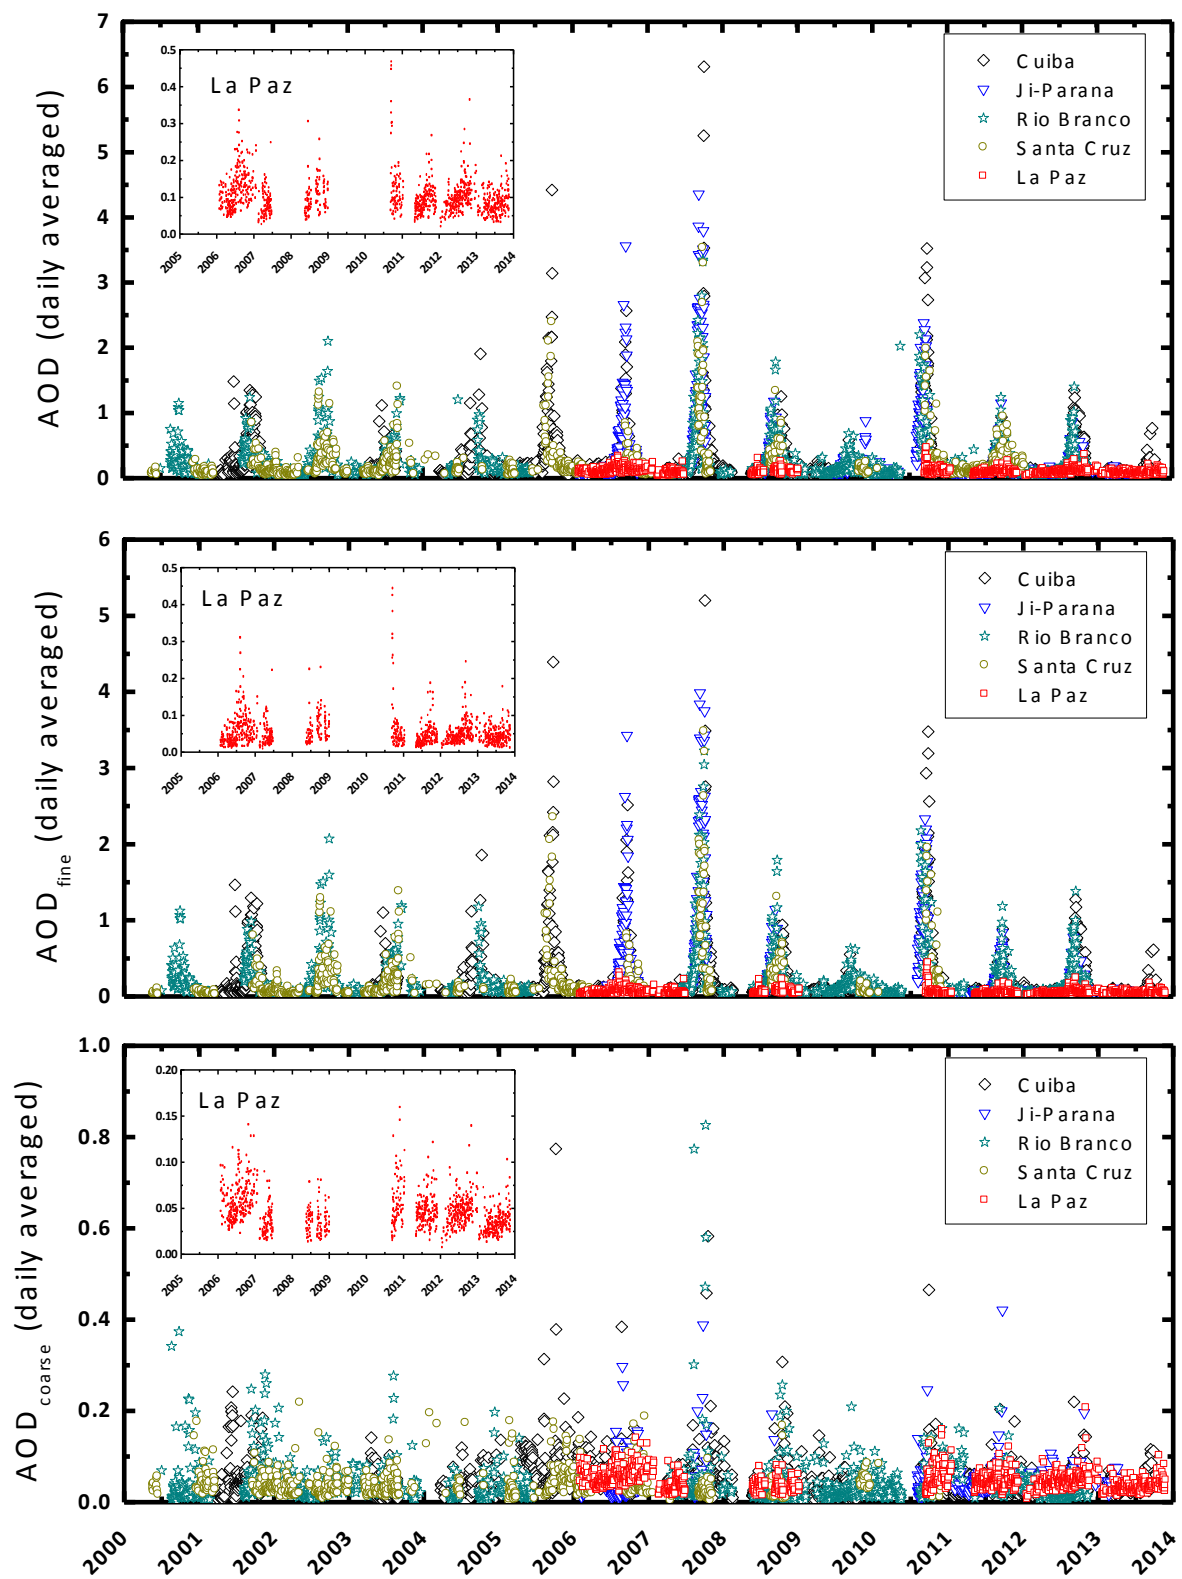 AOD (daily averaged)
7
6
5
4
3
2
1
0
La Paz
0.5
0.4
0.3
0.2
0.1
0.0
2005 2006 2007 2008 2009 2010 2011 2012 2013 2014
Cuiba
Ji-Parana
Rio Branco
Santa Cruz
La Paz
AOD fine (daily averaged)
6
5
4
3
2
1
0
La Paz
0.5
0.4
0.3
0.2
0.1
0.0
2005 2006 2007 2008 2009 2010 2011 2012 2013 2014
Cuiba
Ji-Parana
Rio Branco
Santa Cruz
La Paz
AOD coarse (daily averaged)
1.0
0.8
0.6
0.4
0.2
0.0
La Paz
0.20
0.15
0.10
0.05
0.00
2005 2006 2007 2008 2009 2010 2011 2012 2013 2014
Cuiba
Ji-Parana
Rio Branco
Santa Cruz
La Paz
2000 2001 2002 2003 2004 2005 2006 2007 2008 2009 2010 2011 2012 2013 2014